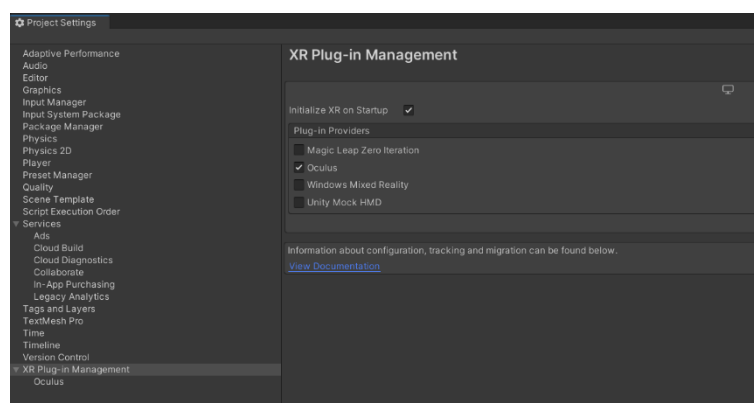 Project Settings
Adaptive Performance
Audio
Editor
Graphics
Input Manager
Input System Package
Package Manager
Physics
Physics 2D
Player
Preset Manager
Quality
Scene Template
Script Execution Order
Services
Ads
Cloud Build
Cloud Diagnostics
Collaborate
In-App Purchasing
Legacy Analytics
Tags and Layers
TextMesh Pro
Time
Timeline
Version Control
XR Plug-in Management
Oculus
XR Plug-in Management
Initialize XR on Startup
Plug-in Providers
Magic Leap Zero Iteration
Oculus
Windows Mixed Reality
Unity Mock HMD
Information about configuration, tracking and migration can be found below.
View Documentation